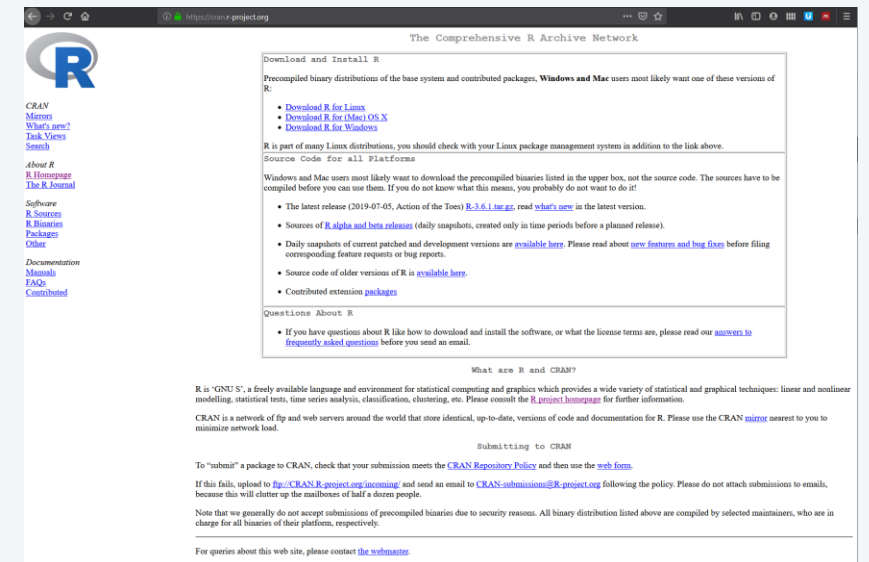 https://cran.r-project.org
The Comprehensive R Archive Network
R
CRAN
Mirrors
What's new?
Task Views
Search
About R
R Homepage
The R Journal
Software
R Sources
R Binaries
Packages
Other
Documentation
Manuals
FAQs
Contributed
Download and Install R
Precompiled binary distributions of the base system and contributed packages, Windows and Mac users most likely want one of these versions of
R:
• Download R for Linux
• Download R for (Mac) OS X
• Download R for Windows
R is part of many Linux distributions, you should check with your Linux package management system in addition to the link above.
Source Code for all Platforms
Windows and Mac users most likely want to download the precompiled binaries listed in the upper box, not the source code. The sources have to be
compiled before you can use them. If you do not know what this means, you probably do not want to do it!
• The latest release (2019-07-05, Action of the Toes) R-3.6.1.tar.gz, read what's new in the latest version.
• Sources of R alpha and beta releases (daily snapshots, created only in time periods before a planned release).
• Daily snapshots of current patched and development versions are available here. Please read about new features and bug fixes before filing
corresponding feature requests or bug reports.
• Source code of older versions of R is available here.
• Contributed extension packages
Questions About R
• If you have questions about R like how to download and install the software, or what the license terms are, please read our answers to
frequently asked questions before you send an email.
What are R and CRAN?
R is ‘GNU S’, a freely available language and environment for statistical computing and graphics which provides a wide variety of statistical and graphical techniques: linear and nonlinear
modelling, statistical tests, time series analysis, classification, clustering, etc. Please consult the R project homepage for further information.
CRAN is a network of ftp and web servers around the world that store identical, up-to-date, versions of code and documentation for R. Please use the CRAN mirror nearest to you to
minimize network load.
Submitting to CRAN
To “submit” a package to CRAN, check that your submission meets the CRAN Repository Policy and then use the web form.
If this fails, upload to ftp://CRAN.R-project.org/incoming/ and send an email to CRAN-submissions@R-project.org following the policy. Please do not attach submissions to emails,
because this will clutter up the mailboxes of half a dozen people.
Note that we generally do not accept submissions of precompiled binaries due to security reasons. All binary distribution listed above are compiled by selected maintainers, who are in
charge for all binaries of their platform, respectively.
For queries about this web site, please contact the webmaster.